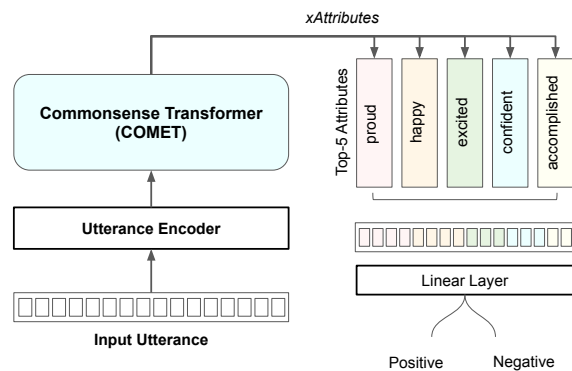 xAttributes
Commonsense Transformer
(COMET)
Utterance Encoder
Input Utterance
Top-5 Attributes
proud
happy
excited
confident
accomplished
Linear Layer
Positive
Negative